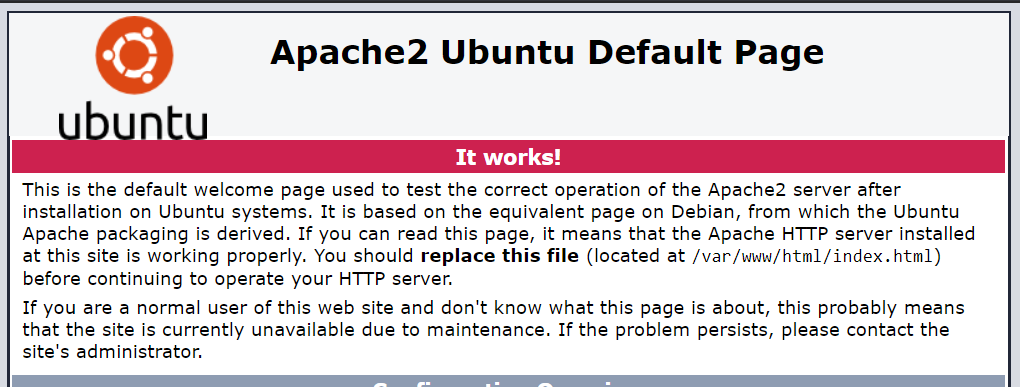 Apache2 Ubuntu Default Page
ubuntu
It works!
This is the default welcome page used to test the correct operation of the Apache2 server after
installation on Ubuntu systems. It is based on the equivalent page on Debian, from which the Ubuntu
Apache packaging is derived. If you can read this page, it means that the Apache HTTP server installed
at this site is working properly. You should replace this file (located at /var/www/html/index.html)
before continuing to operate your HTTP server.
If you are a normal user of this web site and don't know what this page is about, this probably means
that the site is currently unavailable due to maintenance. If the problem persists, please contact the
site's administrator.